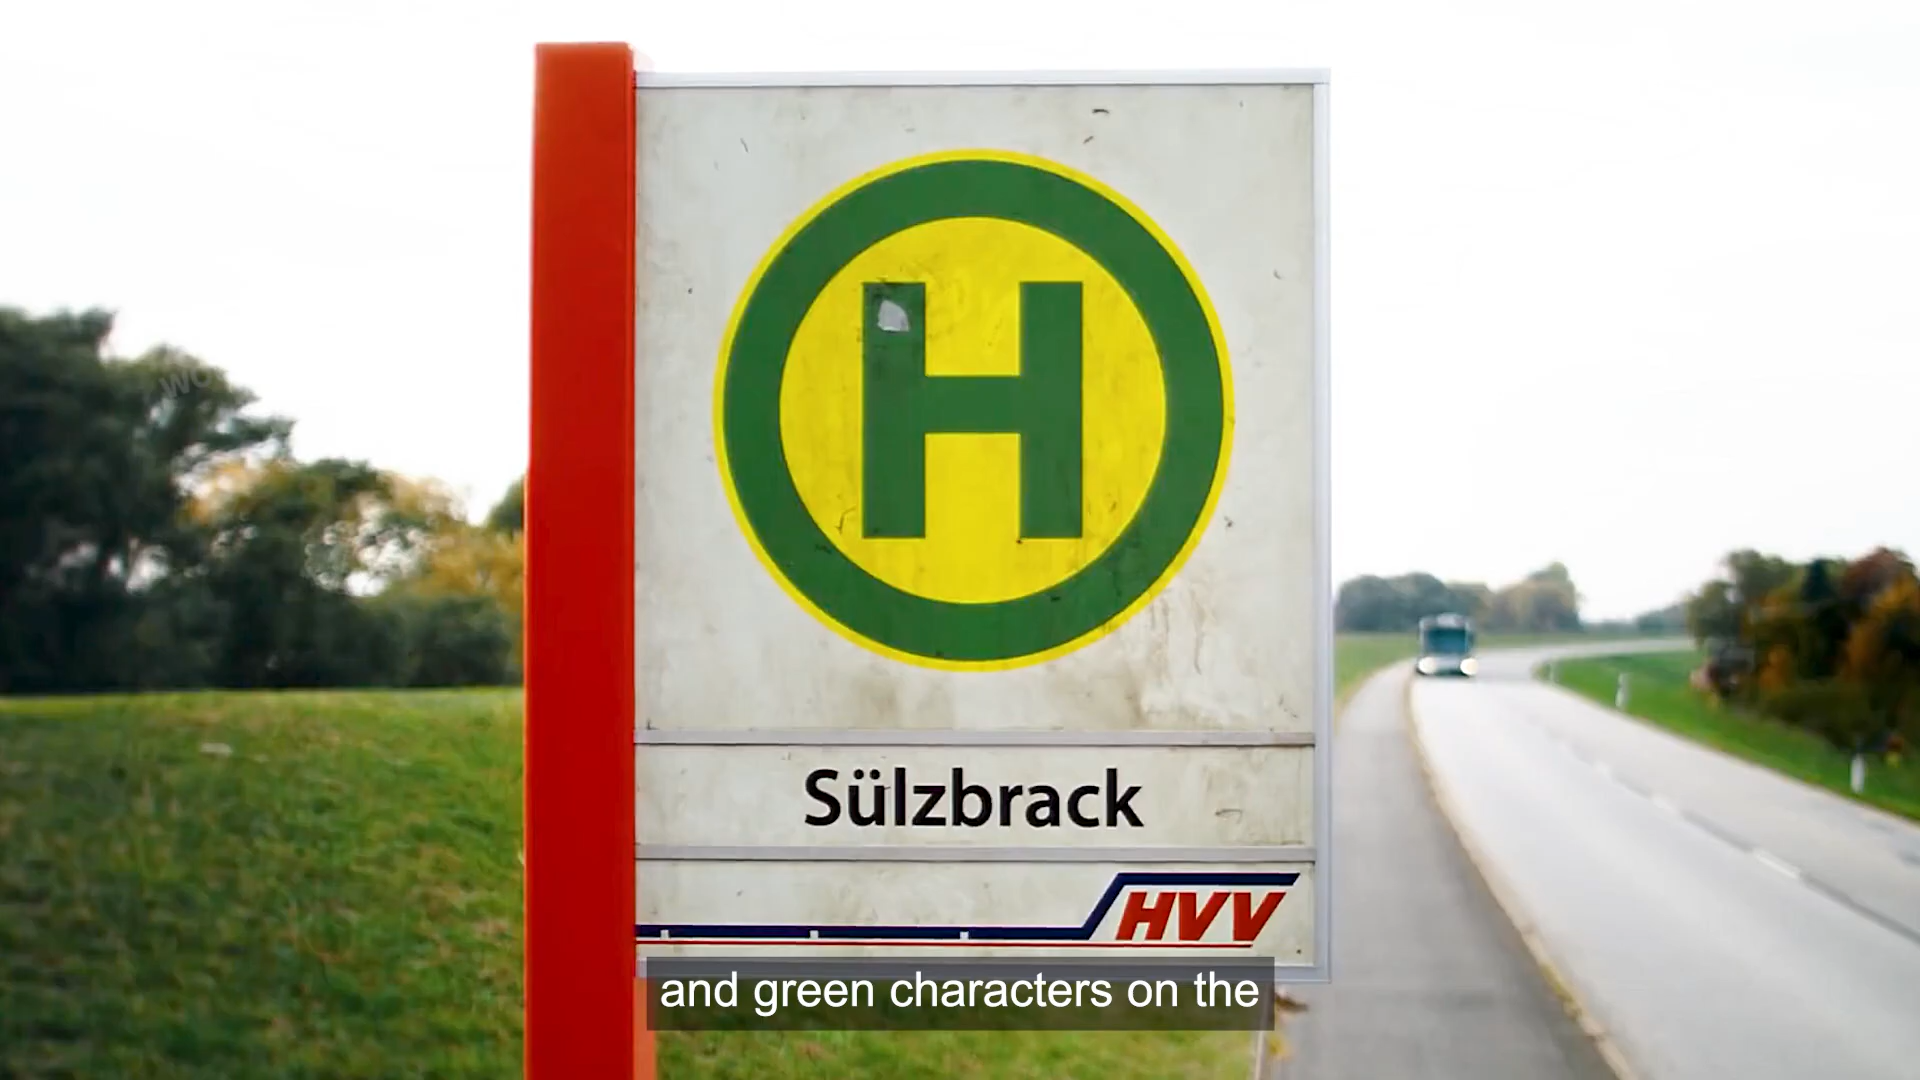 H
Sülzbrack
HVV
and green characters on the